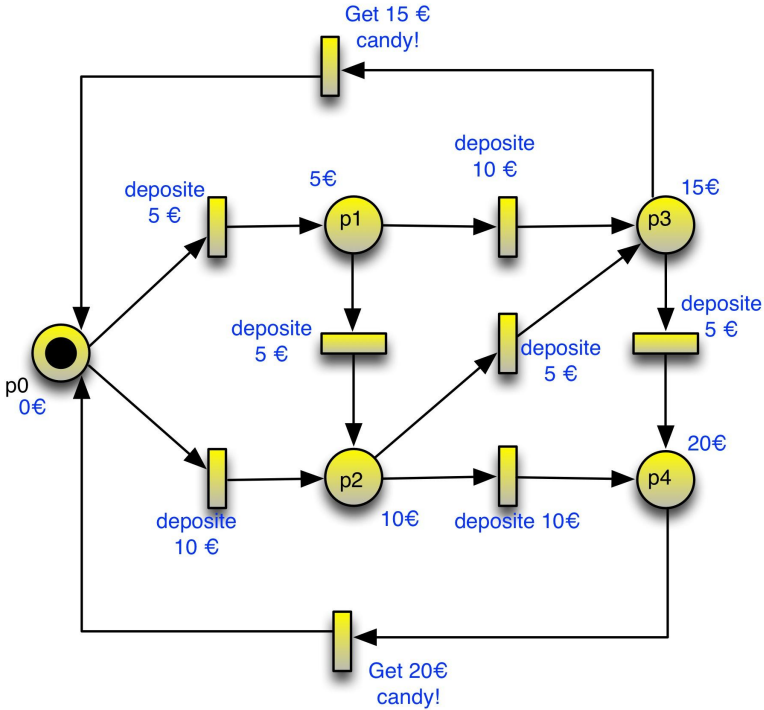 Get 15 €
candy!
deposite
10 €
deposite
5 €
5€
15€
p1
p3
deposite
5 €
deposite
5 €
deposite
5 €
p0
0€
20€
p2
p4
10€
deposite
10 €
deposite 10€
Get 20€
candy!